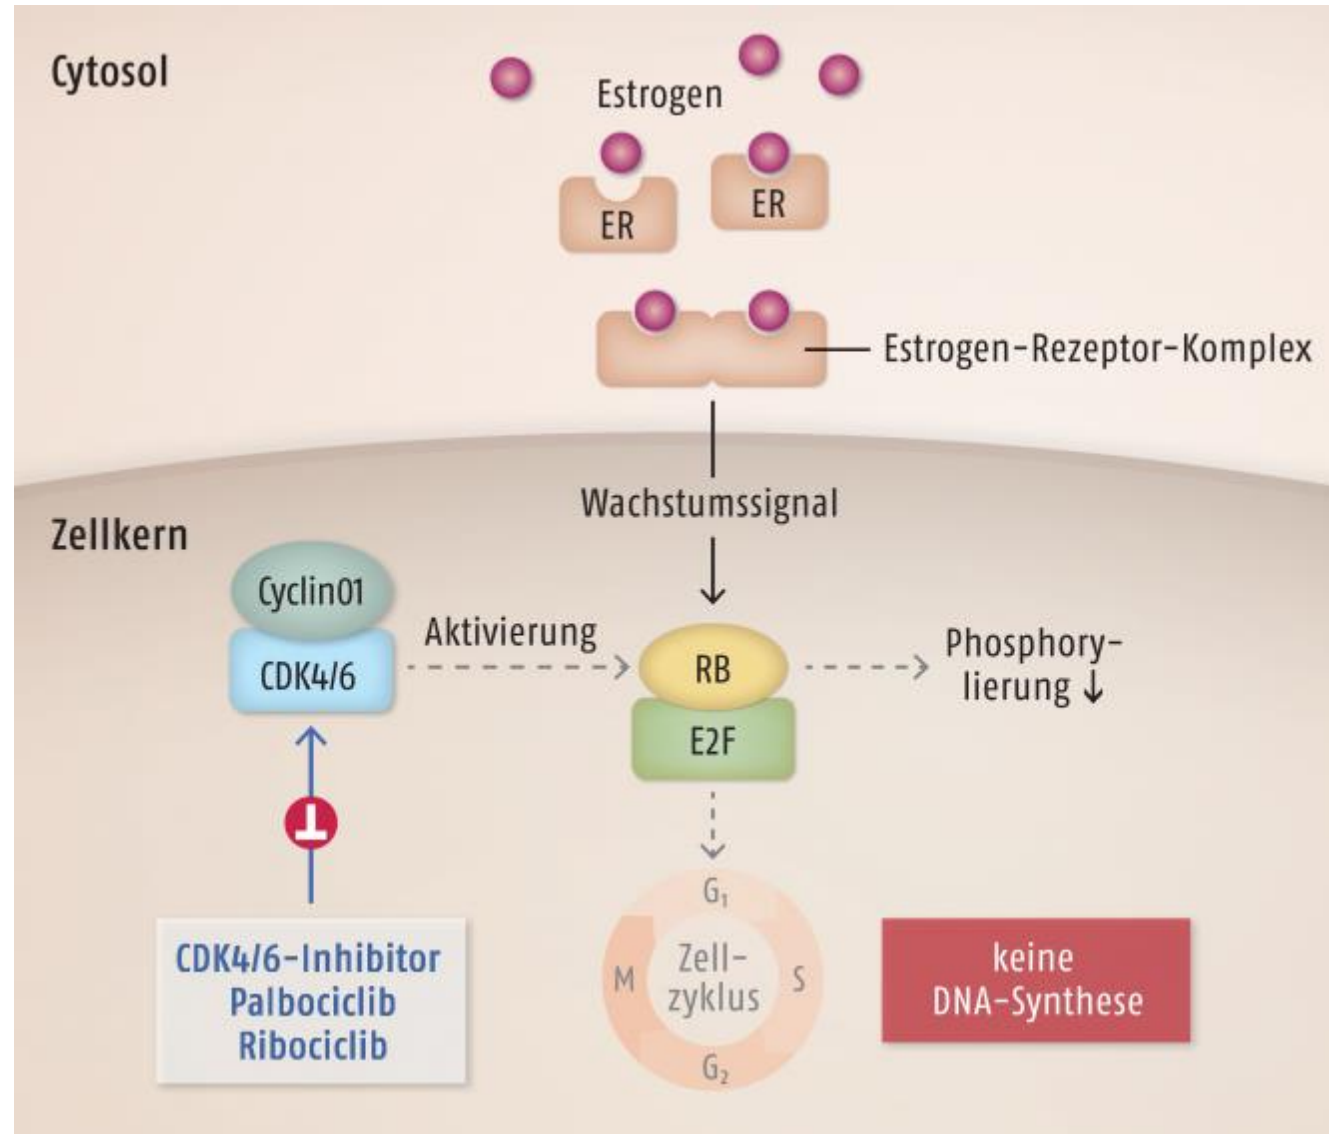 Cytosol
Estrogen
ER
ER
Estrogen-Rezeptor-Komplex
Wachstumssignal
Zellkern
Cyclin01
CDK4/6
Aktivierung
RB
E2F
Phosphory-
lierung ↓
CDK4/6-Inhibitor
Palbociclib
Ribociclib
G₁
M
Zell-
zyklus
S
G₂
keine
DNA-Synthese